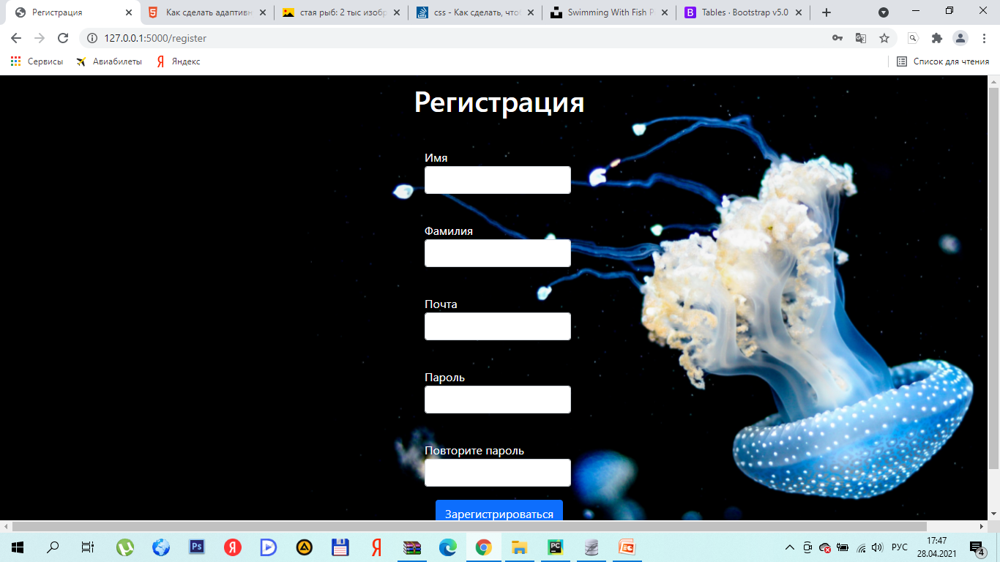 Регистрация
Как сделать адаптивн
стая рыб: 2 тыс изобр
css - Как сделать, чтоб
Swimming With Fish P
Tables · Bootstrap v5.0
127.0.0.1:5000/register
Сервисы
Авиабилеты
Яндекс
Список для чтения
Регистрация
Имя
Фамилия
Почта
Пароль
Повторите пароль
Зарегистрироваться
РУС
17:47
28.04.2021
4